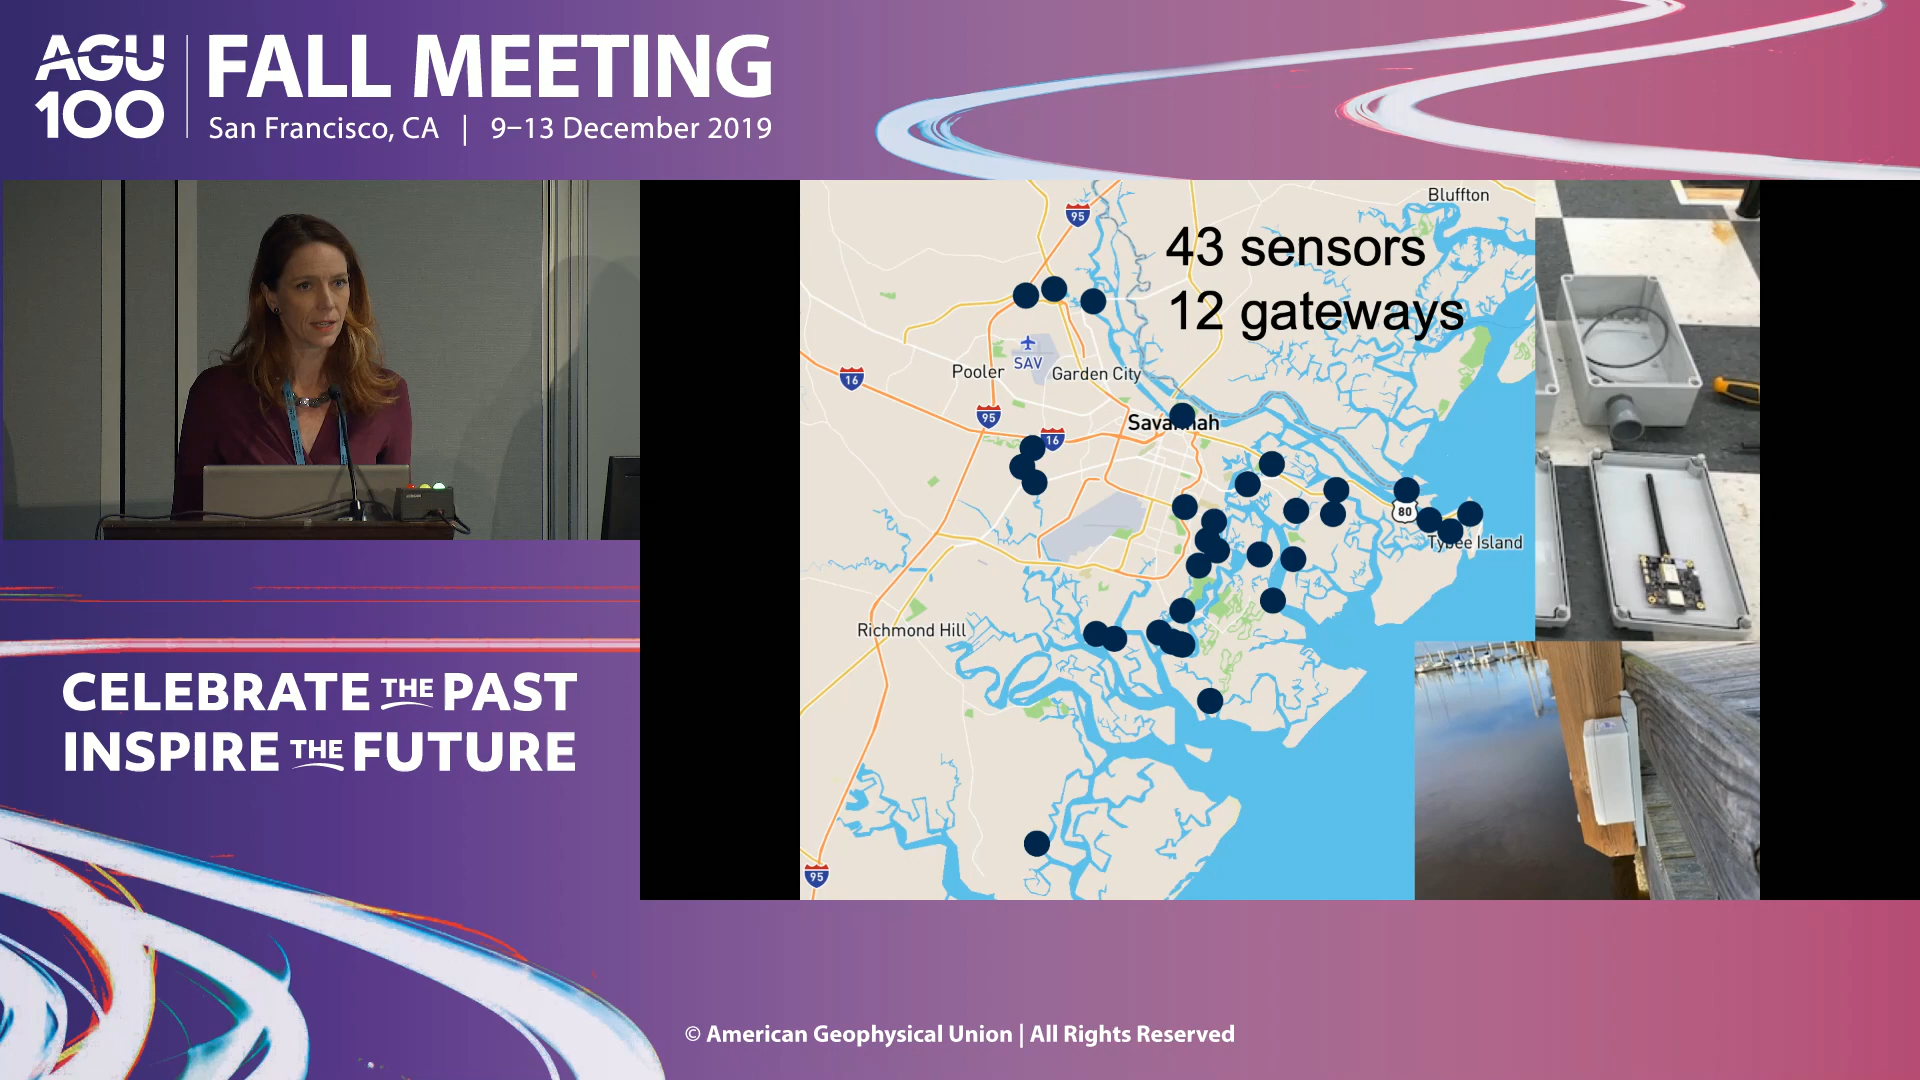 AGU
100
FALL MEETING
San Francisco, CA | 9–13 December 2019
43 sensors
12 gateways
Bluffton
95
SAV
Pooler
Garden City
16
95
16
Savannah
80
Tybee Island
Richmond Hill
95
CELEBRATE THE PAST
INSPIRE THE FUTURE
© American Geophysical Union | All Rights Reserved